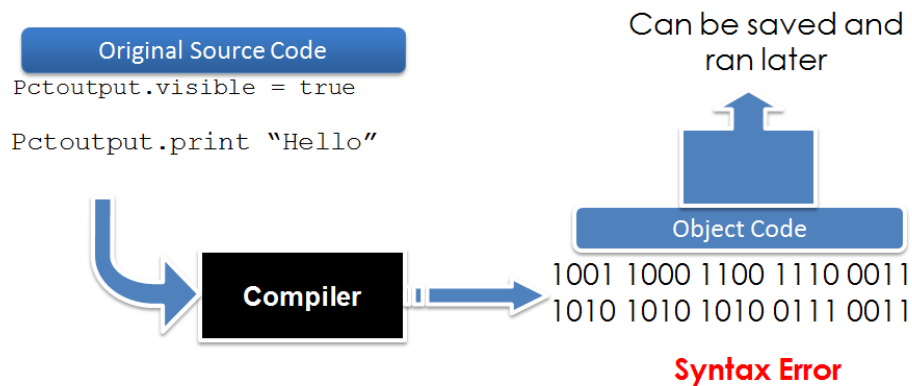 Original Source Code
Pctoutput.visible = true
Pctoutput.print “Hello”
Compiler
Can be saved and
ran later
Object Code
1001 1000 1100 1110 0011
1010 1010 1010 0111 0011
Syntax Error